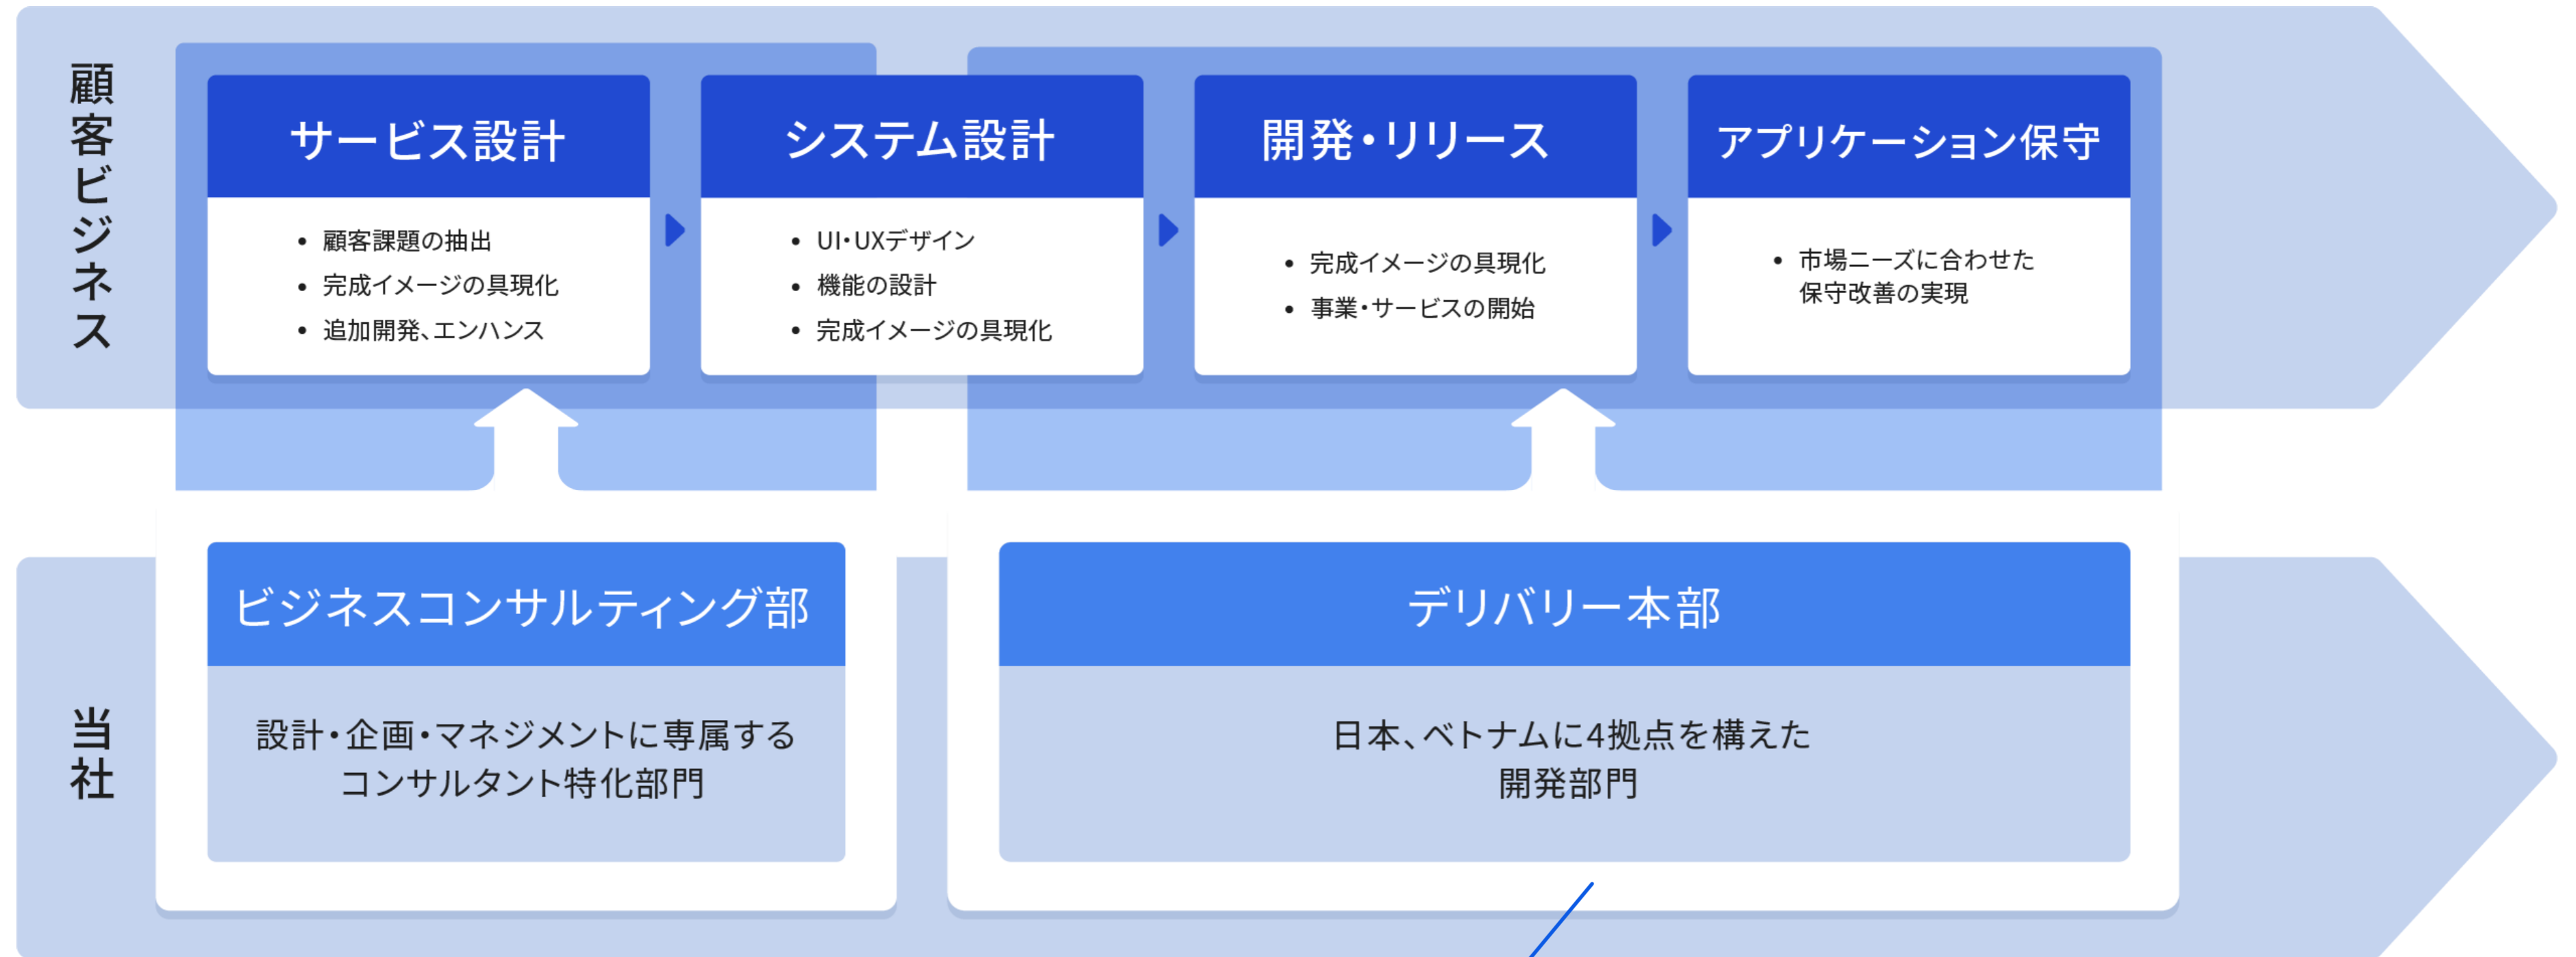 顧客ビジネス
サービス設計
• 顧客課題の抽出
• 完成イメージの具現化
• 追加開発、エンハンス
システム設計
• UI・UXデザイン
• 機能の設計
• 完成イメージの具現化
開発・リリース
• 完成イメージの具現化
• 事業・サービスの開始
アプリケーション保守
• 市場ニーズに合わせた
保守改善の実現
当社
ビジネスコンサルティング部
設計・企画・マネジメントに専属する
コンサルタント特化部門
デリバリー本部
日本、ベトナムに4拠点を構えた
開発部門